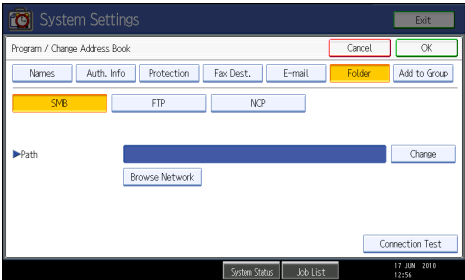 System Settings Exit
Program / Change Address Book Cancel OK
Names Auth. Info Protection Fax Dest. E-mail Folder Add to Group
SMB FTP NCP
▶Path Change
Browse Network
Connection Test
System Status Job List 17 JUN 2010
12:56